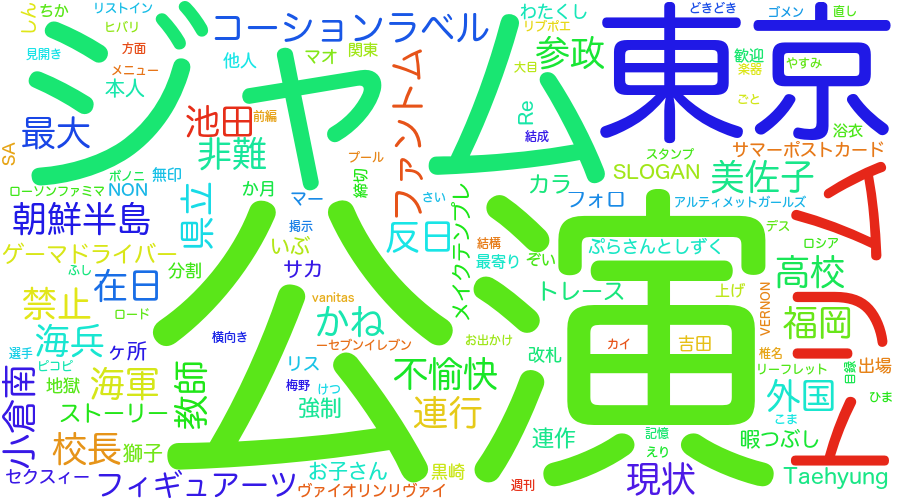 しん
ちか
リストイン
ヒバリ
見開き
方面
メニュー
本人
最大
SA
ボノニ
無印
ローソンファミマ
NON
朝鮮半島
県立
ゲーマドライバー
在日
分割
ふし
禁止
ロード
海兵
ヶ所
選手
ピコピ
地獄
海軍
小倉南
ストーリー
教師
校長
獅子
セクスィー
フィギュアーツ
ジャム
コーションラベル
他人
マオ
関東
池田
前編
非難
プール
か月
締切
マー
掲示
いぶ
サカ
vanitas
かね
横向き
ーセブンイレブン
リス
梅野
けつ
強制
お子さん
ヴァイオリンリヴァイ
ファントム
反日
さい
メイクテンプレ
不愉快
連行
黒崎
週刊
公演
ムーム
わたくし
リプボエ
参政
大目
Re
結成
カラ
フォロ
結構
最寄り
ぞい
トレース
お出かけ
改札
連作
東京
どきどき
ゴメン
直し
歓迎
楽器
やすみ
ごと
浴衣
サマーポストカード
スタンプ
SLOGAN
美佐子
アルティメットガールズ
デス
ぷらさんとしずく
ロシア
高校
上げ
VERNON
福岡
カイ
吉田
椎名
リーフレット
目線
出場
外国
ひま
こま
記憶
えり
暇つぶし
現状
Taehyung